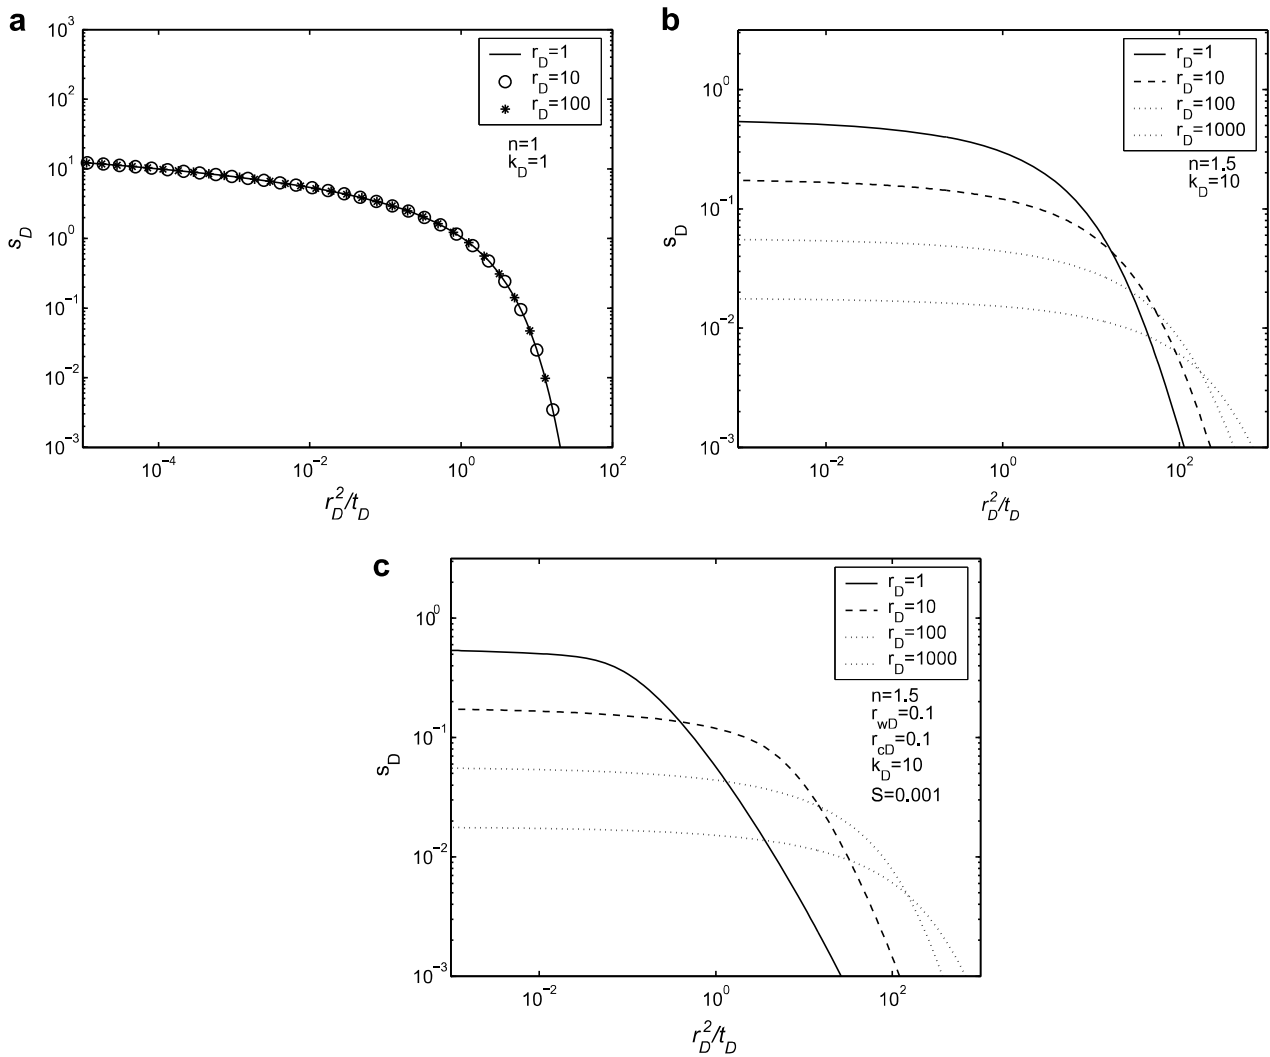 a
10^3
10^2
10^1
10^0
10^-1
10^-2
10^-3
s_D
10^-4
10^-2
10^0
10^2
r_D^2/t_D
r_D=1
r_D=10
r_D=100
n=1
k_D=1
b
10^0
10^-1
10^-2
10^-3
s_D
10^-2
10^0
10^2
r_D^2/t_D
r_D=1
r_D=10
r_D=100
r_D=1000
n=1.5
k_D=10
c
10^0
10^-1
10^-2
10^-3
s_D
10^-2
10^0
10^2
r_D^2/t_D
r_D=1
r_D=10
r_D=100
r_D=1000
n=1.5
r_wD=0.1
r_cD=0.1
k_D=10
S=0.001